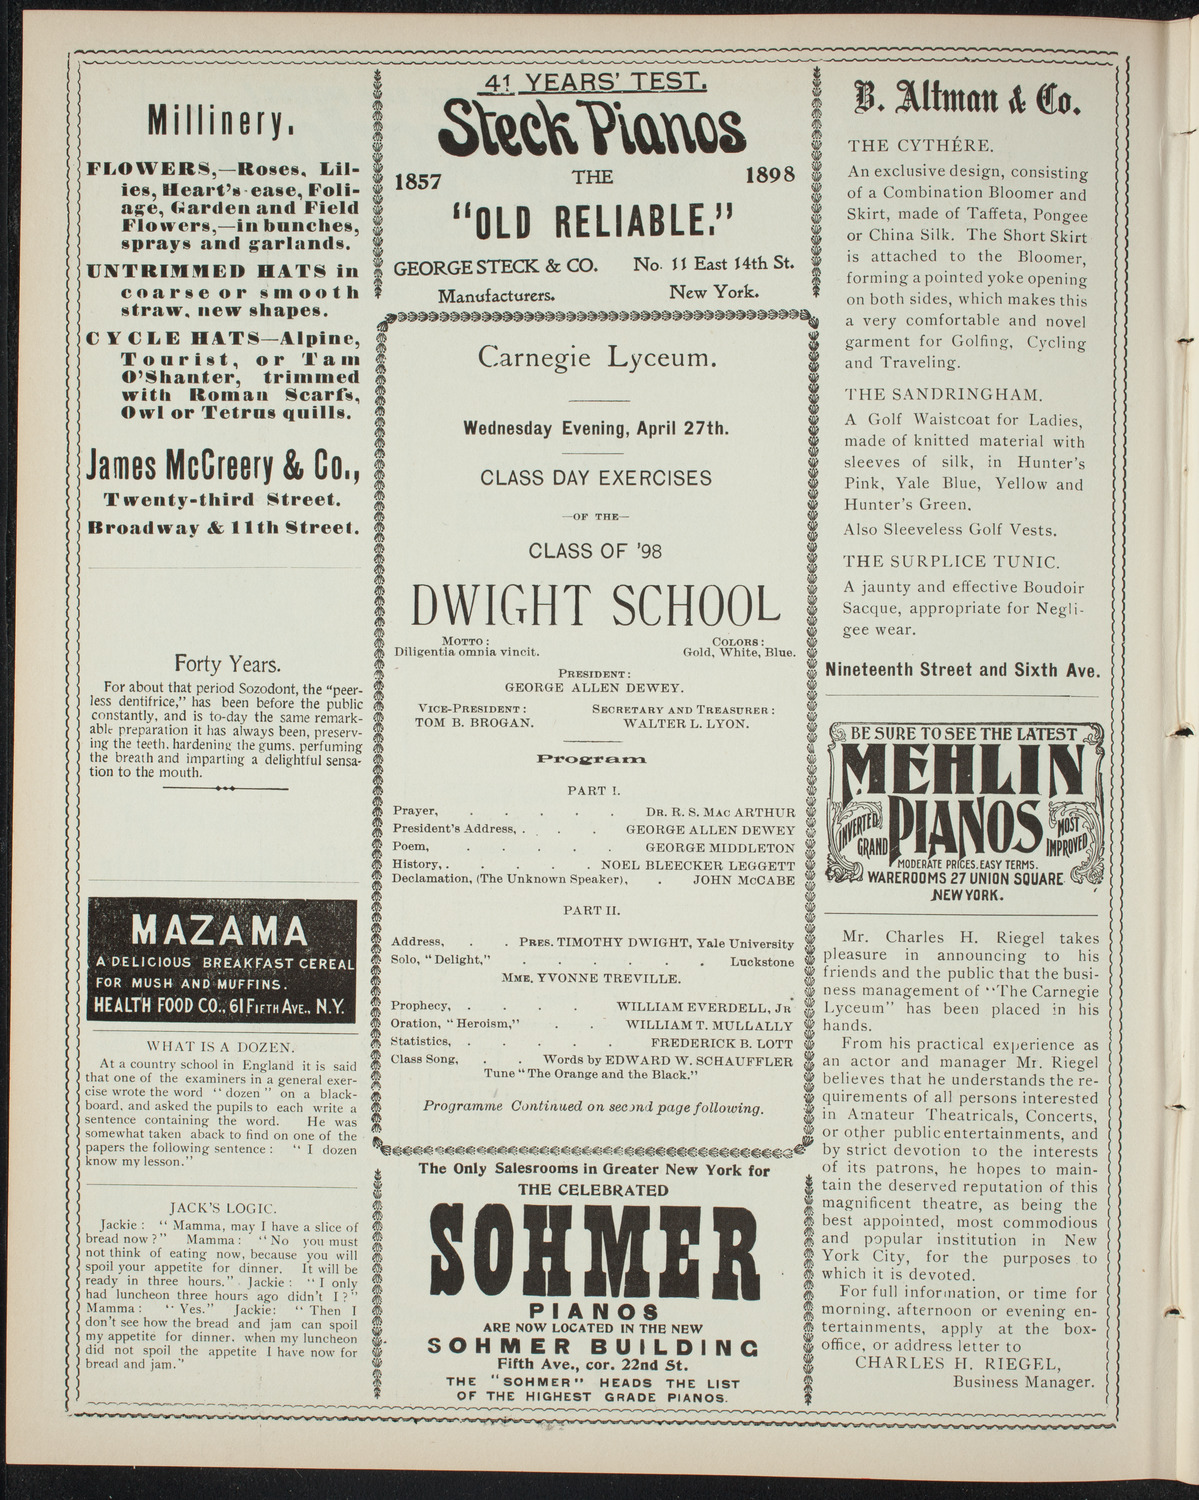 Millinery.
FLOWERS,—Roses, Lil-
ies, Heart's-ease, Foli-
age, Garden and Field
Flowers,—in bunches,
sprays and garlands.
UNTRIMMED HATS in
coarse or smooth
straw, new shapes.
CYCLE HATS—Alpine,
Tourist, or Tam
O'Shanter, trimmed
with Roman Scarfs,
Owl or Tetras quills.
James McCreery & Co.,
Twenty-third Street.
Broadway & 11th Street.
Forty Years.
For about that period Sozodont, the "peer-
less dentifrice," has been before the public
constantly, and is to-day the same remark-
able preparation it has always been, preserv-
ing the teeth, hardening the gums, perfuming
the breath and imparting a delightful sensa-
tion to the mouth.
MAZAMA
A DELICIOUS BREAKFAST CEREAL
FOR MUSH AND MUFFINS.
HEALTH FOOD CO., 61 FIFTH AVE., N.Y.
WHAT IS A DOZEN.
At a country school in England it is said
that one of the examiners in a general exer-
cise wrote the word "dozen" on a black-
board, and asked the pupils to each write a
sentence containing the word. He was
somewhat taken aback to find on one of the
papers the following sentence: "I dozen
know my lesson."
JACK'S LOGIC.
Jackie: "Mamma, may I have a slice of
bread now?" Mamma: "No you must
not think of eating now, because you will
spoil your appetite for dinner. It will be
ready in three hours." Jackie: "I only
had luncheon three hours ago didn't I?"
Mamma: "Yes." Jackie: "Then I
don't see how the bread and jam can spoil
my appetite for dinner, when my luncheon
did not spoil the appetite I have now for
bread and jam."
41 YEARS' TEST.
Steck Pianos
1857 THE 1898
"OLD RELIABLE."
GEORGE STECK & CO. No. 11 East 14th St.
Manufacturers. New York.
Carnegie Lyceum.
Wednesday Evening, April 27th.
CLASS DAY EXERCISES
—OF THE—
CLASS OF '98
DWIGHT SCHOOL
MOTTO: COLORS:
Diligentia omnia vincit. Gold, White, Blue.
PRESIDENT:
GEORGE ALLEN DEWEY.
VICE-PRESIDENT: SECRETARY AND TREASURER:
TOM B. BROGAN. WALTER L. LYON.
Program
PART I.
Prayer, . . . . . DR. R. S. MAC ARTHUR
President's Address, . . . GEORGE ALLEN DEWEY
Poem, . . . . . GEORGE MIDDLETON
History, . . . . . NOEL BLEECKER LEGGETT
Declamation, (The Unknown Speaker), . JOHN McCABE
PART II.
Address, . . PRES. TIMOTHY DWIGHT, Yale University
Solo, "Delight," . . . . . . Luckstone
MME. YVONNE TREVILLE.
Prophecy, . . . . WILLIAM EVERDELL, JR
Oration, "Heroism," . . WILLIAM T. MULLALLY
Statistics, . . . . . FREDERICK B. LOTT
Class Song, . . Words by EDWARD W. SCHAUFFLER
Tune "The Orange and the Black."
Programme Continued on second page following.
The Only Salesrooms in Greater New York for
THE CELEBRATED
SOHMER
PIANOS
ARE NOW LOCATED IN THE NEW
SOHMER BUILDING
Fifth Ave., cor. 22nd St.
THE "SOHMER" HEADS THE LIST
OF THE HIGHEST GRADE PIANOS.
B. Altman & Co.
THE CYTHÉRE.
An exclusive design, consisting
of a Combination Bloomer and
Skirt, made of Taffeta, Pongee
or China Silk. The Short Skirt
is attached to the Bloomer,
forming a pointed yoke opening
on both sides, which makes this
a very comfortable and novel
garment for Golfing, Cycling
and Traveling.
THE SANDRINGHAM.
A Golf Waistcoat for Ladies,
made of knitted material with
sleeves of silk, in Hunter's
Pink, Yale Blue, Yellow and
Hunter's Green.
Also Sleeveless Golf Vests.
THE SURPLICE TUNIC.
A jaunty and effective Boudoir
Sacque, appropriate for Negli-
gee wear.
Nineteenth Street and Sixth Ave.
BE SURE TO SEE THE LATEST
MEHLIN
PIANOS
INVERTED GRAND
MOST IMPROVED
MODERATE PRICES, EASY TERMS.
WAREROOMS 27 UNION SQUARE
NEW YORK.
Mr. Charles H. Riegel takes
pleasure in announcing to his
friends and the public that the busi-
ness management of "The Carnegie
Lyceum" has been placed in his
hands.
From his practical experience as
an actor and manager Mr. Riegel
believes that he understands the re-
quirements of all persons interested
in Amateur Theatricals, Concerts,
or other public entertainments, and
by strict devotion to the interests
of its patrons, he hopes to main-
tain the deserved reputation of this
magnificent theatre, as being the
best appointed, most commodious
and popular institution in New
York City, for the purposes to
which it is devoted.
For full information, or time for
morning, afternoon or evening en-
tertainments, apply at the box-
office, or address letter to
CHARLES H. RIEGEL,
Business Manager.